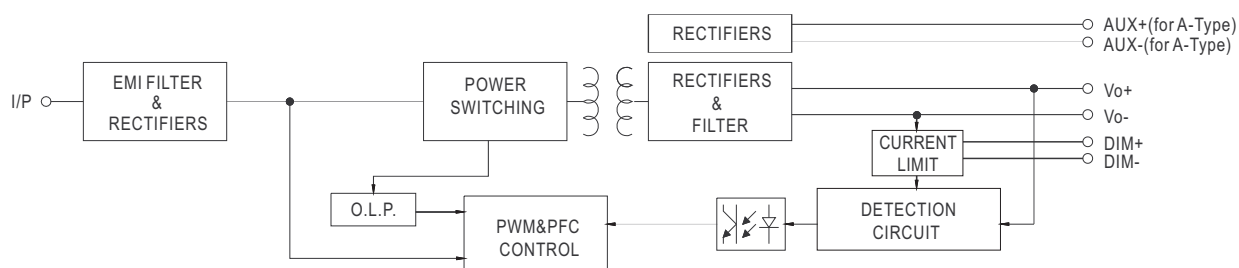 RECTIFIERS
AUX+(for A-Type)
AUX-(for A-Type)
I/P
EMI FILTER
&
RECTIFIERS
POWER
SWITCHING
RECTIFIERS
&
FILTER
Vo+
Vo-
CURRENT
LIMIT
DIM+
DIM-
O.L.P.
PWM&PFC
CONTROL
DETECTION
CIRCUIT